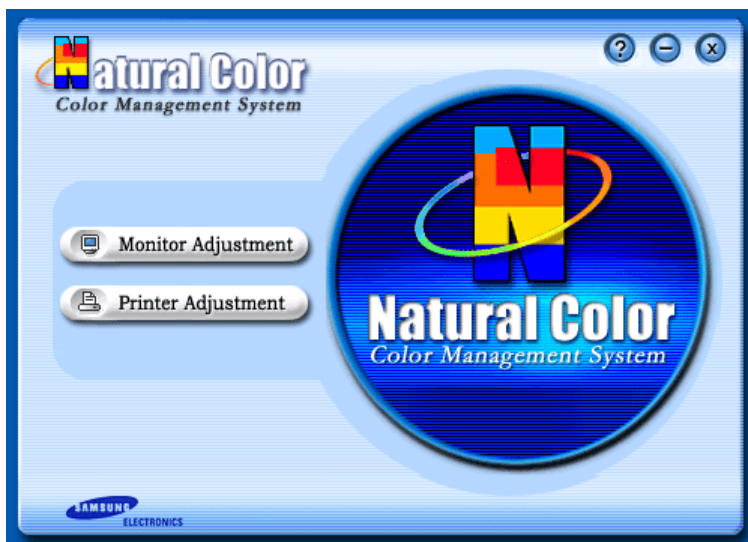 Natural Color
Color Management System
?
–
x
Monitor Adjustment
Printer Adjustment
N
Natural Color
Color Management System
SAMSUNG
ELECTRONICS